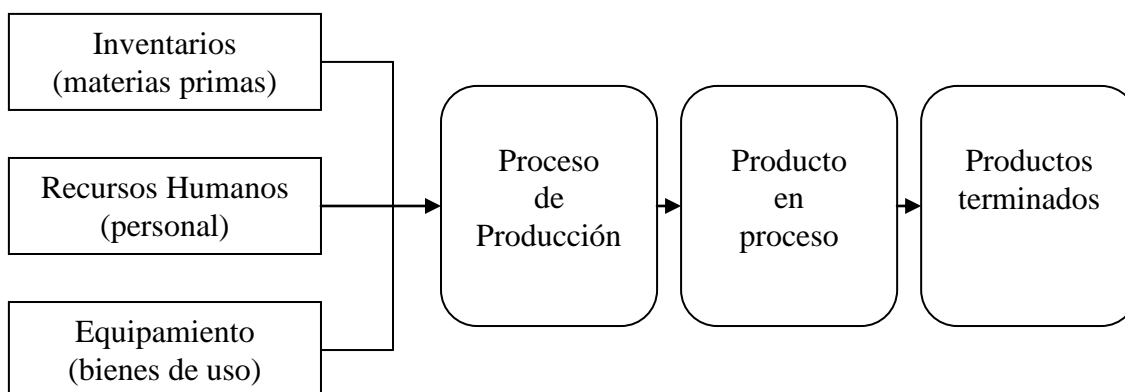 Inventarios
(materias primas)
Recursos Humanos
(personal)
Equipamiento
(bienes de uso)
Proceso
de
Producción
Producto
en
proceso
Productos
terminados